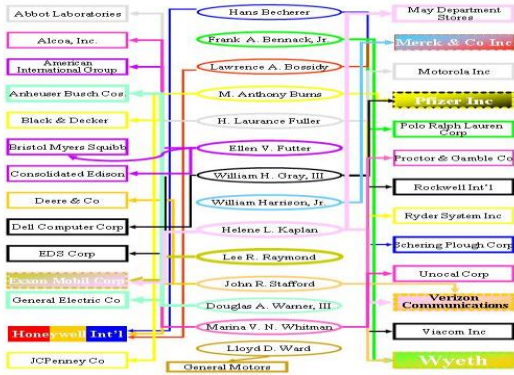 Abbot Laboratories
Alcoa, Inc.
American
International Group
Anheuser Busch Cos.
Black & Decker
Bristol Myers Squibb
Consolidated Edison
Deere & Co
Dell Computer Corp
EDS Corp
Exxon Mobil Corp
General Electric Co
Honeywell Int'l
JCPenney Co
Hans Becherer
Frank A. Bennack, Jr.
Lawrence A. Bossidy
M. Anthony Burns
H. Laurance Fuller
Ellen V. Futter
William H. Gray, III
William Harrison, Jr.
Helene L. Kaplan
Lee R. Raymond
John R. Stafford
Douglas A. Warner, III
Marina V. N. Whitman
Lloyd D. Ward
General Motors
May Department
Stores
Merck & Co Inc
Motorola Inc
Pfizer Inc
Polo Ralph Lauren
Corp
Proctor & Gamble Co
Rockwell Int'l
Ryder System Inc
Schering Plough Corp
Unocal Corp
Verizon
Communications
Viacom Inc
Wyeth